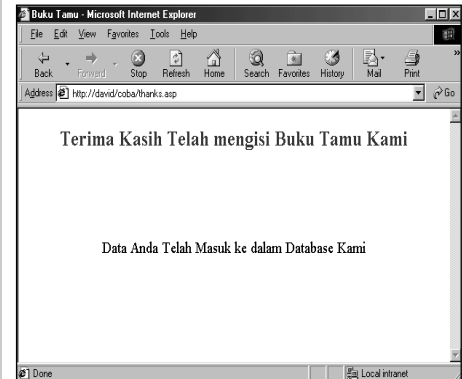 Buku Tamu - Microsoft Internet Explorer
File Edit View Favorites Tools Help
Back Forward Stop Refresh Home Search Favorites History Mail Print
Address http://david/coba/thanks.asp Go
Terima Kasih Telah mengisi Buku Tamu Kami
Data Anda Telah Masuk ke dalam Database Kami
Done Local intranet